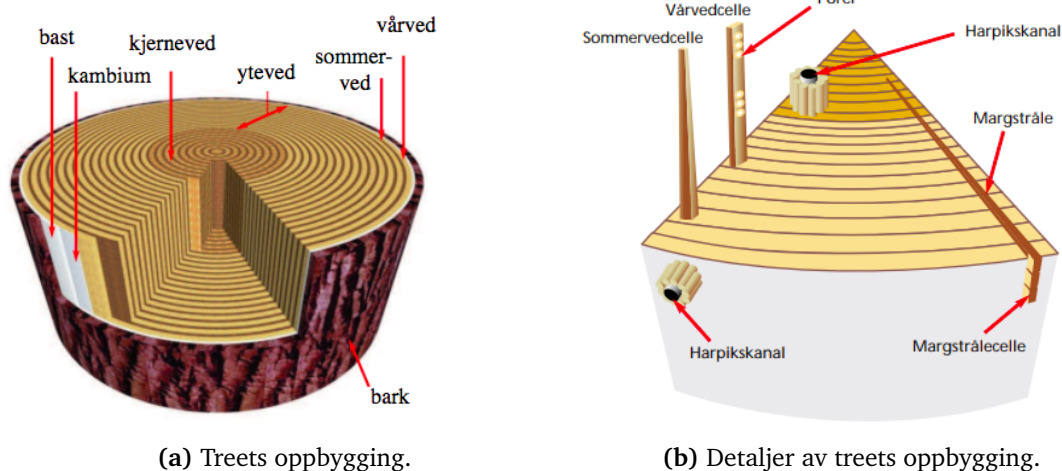 bast
kambium
kjerneved
yteved
sommer-
ved
vårved
bark
(a) Treets oppbygging.
Vårvedcelle
Sommervedcelle
Harpikskanal
Margstråle
Harpikskanal
Margstrålecelle
(b) Detaljer av treets oppbygging.